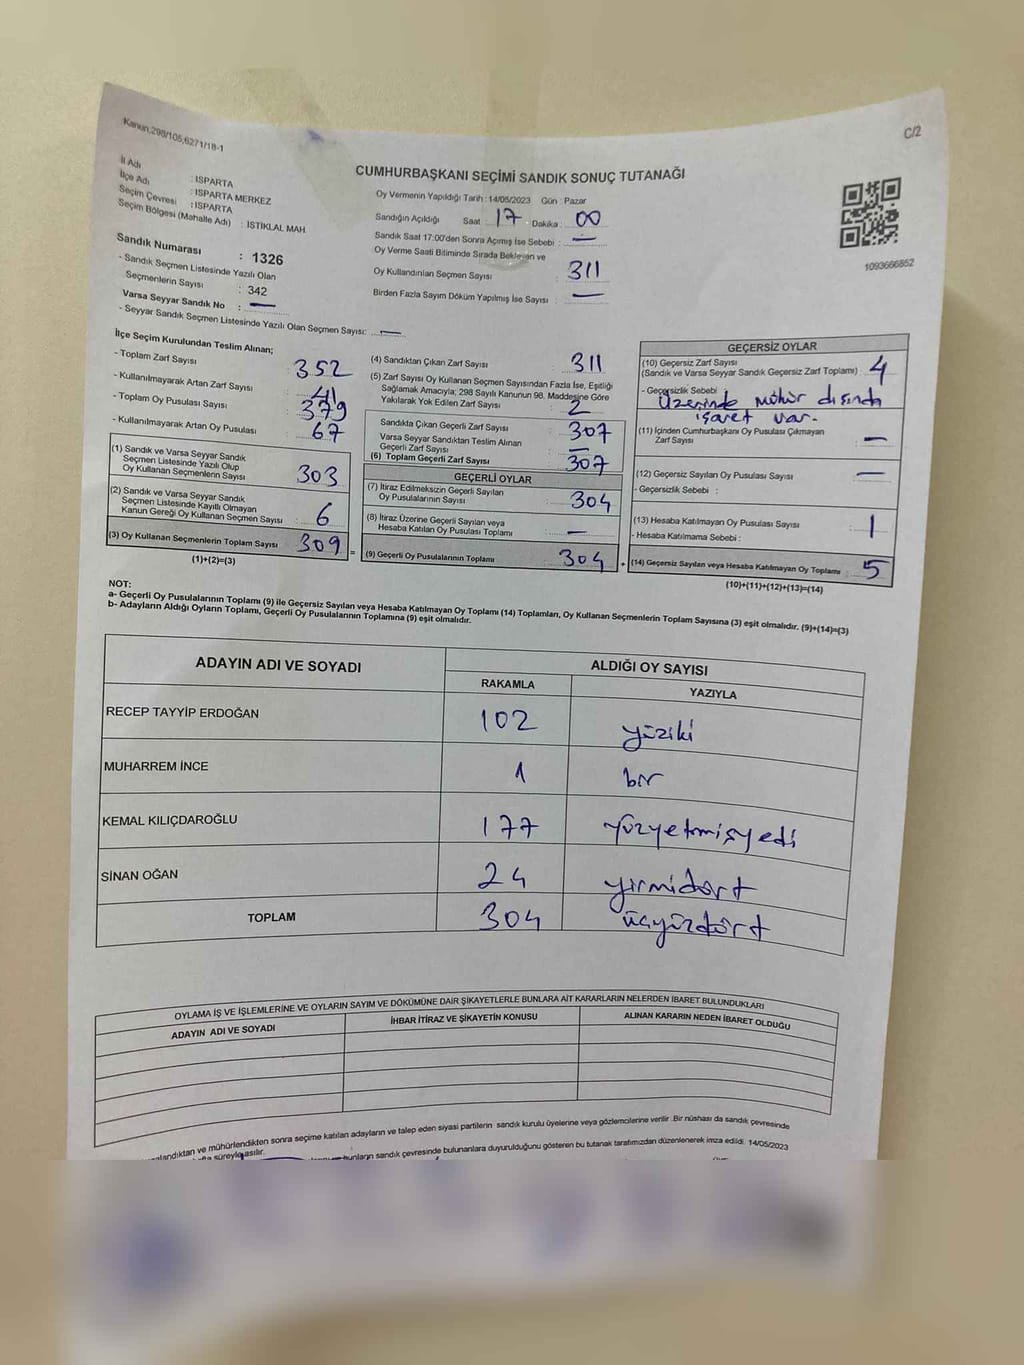 Kanun,298/105,6271/18-1
C/2
CUMHURBAŞKANI SEÇİMİ SANDIK SONUÇ TUTANAĞI
İl Adı : ISPARTA
İlçe Adı : ISPARTA MERKEZ
Seçim Çevresi : ISPARTA
Seçim Bölgesi (Mahalle Adı) : ISTIKLAL MAH.
Sandık Numarası : 1326
- Sandık Seçmen Listesinde Yazılı Olan
Seçmenlerin Sayısı : 342
Varsa Seyyar Sandık No : —
- Seyyar Sandık Seçmen Listesinde Yazılı Olan Seçmen Sayısı: —
Oy Vermenin Yapıldığı Tarih : 14/05/2023 Gün : Pazar
Sandığın Açıldığı Saat : 17 Dakika : 00
Sandık Saat 17:00'den Sonra Açımış İse Sebebi : —
Oy Verme Saati Bitiminde Sırada Bekleyen ve
Oy Kullandırılan Seçmen Sayısı : 311
Birden Fazla Sayım Döküm Yapılmış İse Sayısı : —
1093666852
İlçe Seçim Kurulundan Teslim Alınan;
- Toplam Zarf Sayısı : 352
- Kullanılmayarak Artan Zarf Sayısı : 41
- Toplam Oy Pusulası Sayısı : 379
- Kullanılmayarak Artan Oy Pusulası : 67
(1) Sandık ve Varsa Seyyar Sandık
Seçmen Listesinde Yazılı Olup
Oy Kullanan Seçmenlerin Sayısı : 303
(2) Sandık ve Varsa Seyyar Sandık
Seçmen Listesinde Kayıtlı Olmayan
Kanun Gereği Oy Kullanan Seçmen Sayısı : 6
(3) Oy Kullanan Seçmenlerin Toplam Sayısı : 309
(1)+(2)=(3)
(4) Sandıktan Çıkan Zarf Sayısı : 311
(5) Zarf Sayısı Oy Kullanan Seçmen Sayısından Fazla İse, Eşitliği
Sağlamak Amacıyla; 298 Sayılı Kanunun 98. Maddesine Göre
Yakılarak Yok Edilen Zarf Sayısı : 2
Sandıkta Çıkan Geçerli Zarf Sayısı : 307
Varsa Seyyar Sandıktan Teslim Alınan
Geçerli Zarf Sayısı : —
(6) Toplam Geçerli Zarf Sayısı : 307
GEÇERLİ OYLAR
(7) İtiraz Edilmeksizin Geçerli Sayılan
Oy Pusulalarının Sayısı : 304
(8) İtiraz Üzerine Geçerli Sayılan veya
Hesaba Katılan Oy Pusulası Toplamı : —
= (9) Geçerli Oy Pusulalarının Toplamı : 304
GEÇERSİZ OYLAR
(10) Geçersiz Zarf Sayısı
(Sandık ve Varsa Seyyar Sandık Geçersiz Zarf Toplamı) : 4
- Geçersizlik Sebebi :
Üzerinde mühür dışında
işaret var.
(11) İçinden Cumhurbaşkanı Oy Pusulası Çıkmayan
Zarf Sayısı : —
(12) Geçersiz Sayılan Oy Pusulası Sayısı : —
- Geçersizlik Sebebi :
(13) Hesaba Katılmayan Oy Pusulası Sayısı : 1
- Hesaba Katılmama Sebebi :
+ (14) Geçersiz Sayılan veya Hesaba Katılmayan Oy Toplamı : 5
(10)+(11)+(12)+(13)=(14)
NOT:
a- Geçerli Oy Pusulalarının Toplamı (9) ile Geçersiz Sayılan veya Hesaba Katılmayan Oy Toplamı (14) Toplamları, Oy Kullanan Seçmenlerin Toplam Sayısına (3) eşit olmalıdır. (9)+(14)=(3)
b- Adayların Aldığı Oyların Toplamı, Geçerli Oy Pusulalarının Toplamına (9) eşit olmalıdır.
ADAYIN ADI VE SOYADI ALDIĞI OY SAYISI
RAKAMLA YAZIYLA
RECEP TAYYİP ERDOĞAN 102 yüziki
MUHARREM İNCE 1 bir
KEMAL KILIÇDAROĞLU 177 yüzyetmişyedi
SİNAN OĞAN 24 yirmidört
TOPLAM 304 üçyüzdört
OYLAMA İŞ VE İŞLEMLERİNE VE OYLARIN SAYIM VE DÖKÜMÜNE DAİR ŞİKAYETLERLE BUNLARA AİT KARARLARIN NELERDEN İBARET BULUNDUKLARI
ADAYIN ADI VE SOYADI İHBAR İTİRAZ VE ŞİKAYETİN KONUSU ALINAN KARARIN NEDEN İBARET OLDUĞU
alandıktan ve mühürlendikten sonra seçime katılan adayların ve talep eden siyasi partilerin sandık kurulu üyelerine veya gözlemcilerine verilir. Bir nüshası da sandık çevresinde
süreyle asılır.
bunların sandık çevresinde bulunanlara duyurulduğunu gösteren bu tutanak tarafımızdan düzenlenerek imza edildi. 14/05/2023